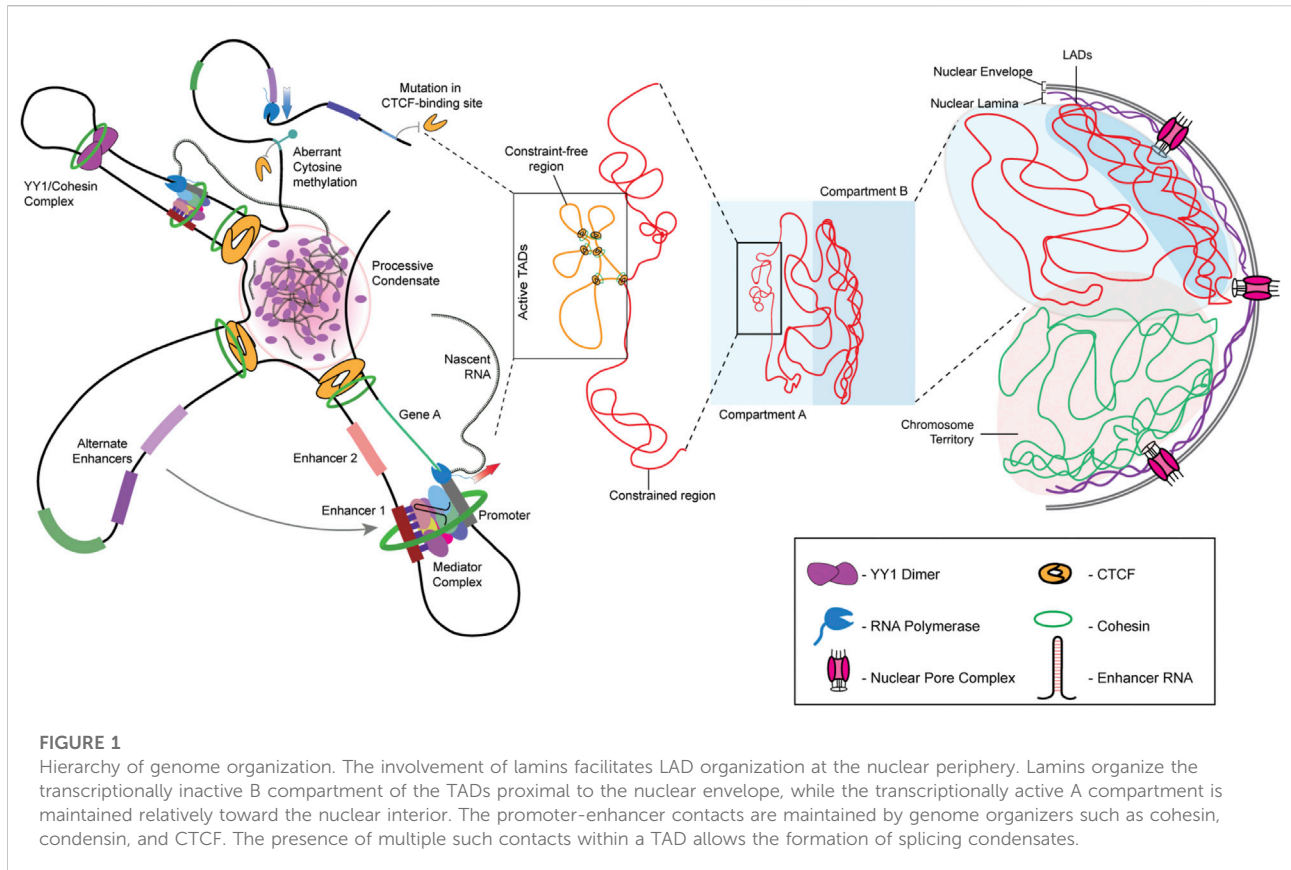 Mutation in
CTCF-binding site
Aberrant
Cytosine
methylation
YY1/Cohesin
Complex
Processive
Condensate
Nascent
RNA
Gene A
Alternate
Enhancers
Enhancer 2
Enhancer 1
Promoter
Mediator
Complex
Constraint-free
region
Active TADs
Constrained region
Compartment B
Compartment A
LADs
Nuclear Envelope
Nuclear Lamina
Chromosome
Territory
- YY1 Dimer
- CTCF
- RNA Polymerase
- Cohesin
- Nuclear Pore Complex
- Enhancer RNA
FIGURE 1
Hierarchy of genome organization. The involvement of lamins facilitates LAD organization at the nuclear periphery. Lamins organize the
transcriptionally inactive B compartment of the TADs proximal to the nuclear envelope, while the transcriptionally active A compartment is
maintained relatively toward the nuclear interior. The promoter-enhancer contacts are maintained by genome organizers such as cohesin,
condensin, and CTCF. The presence of multiple such contacts within a TAD allows the formation of splicing condensates.